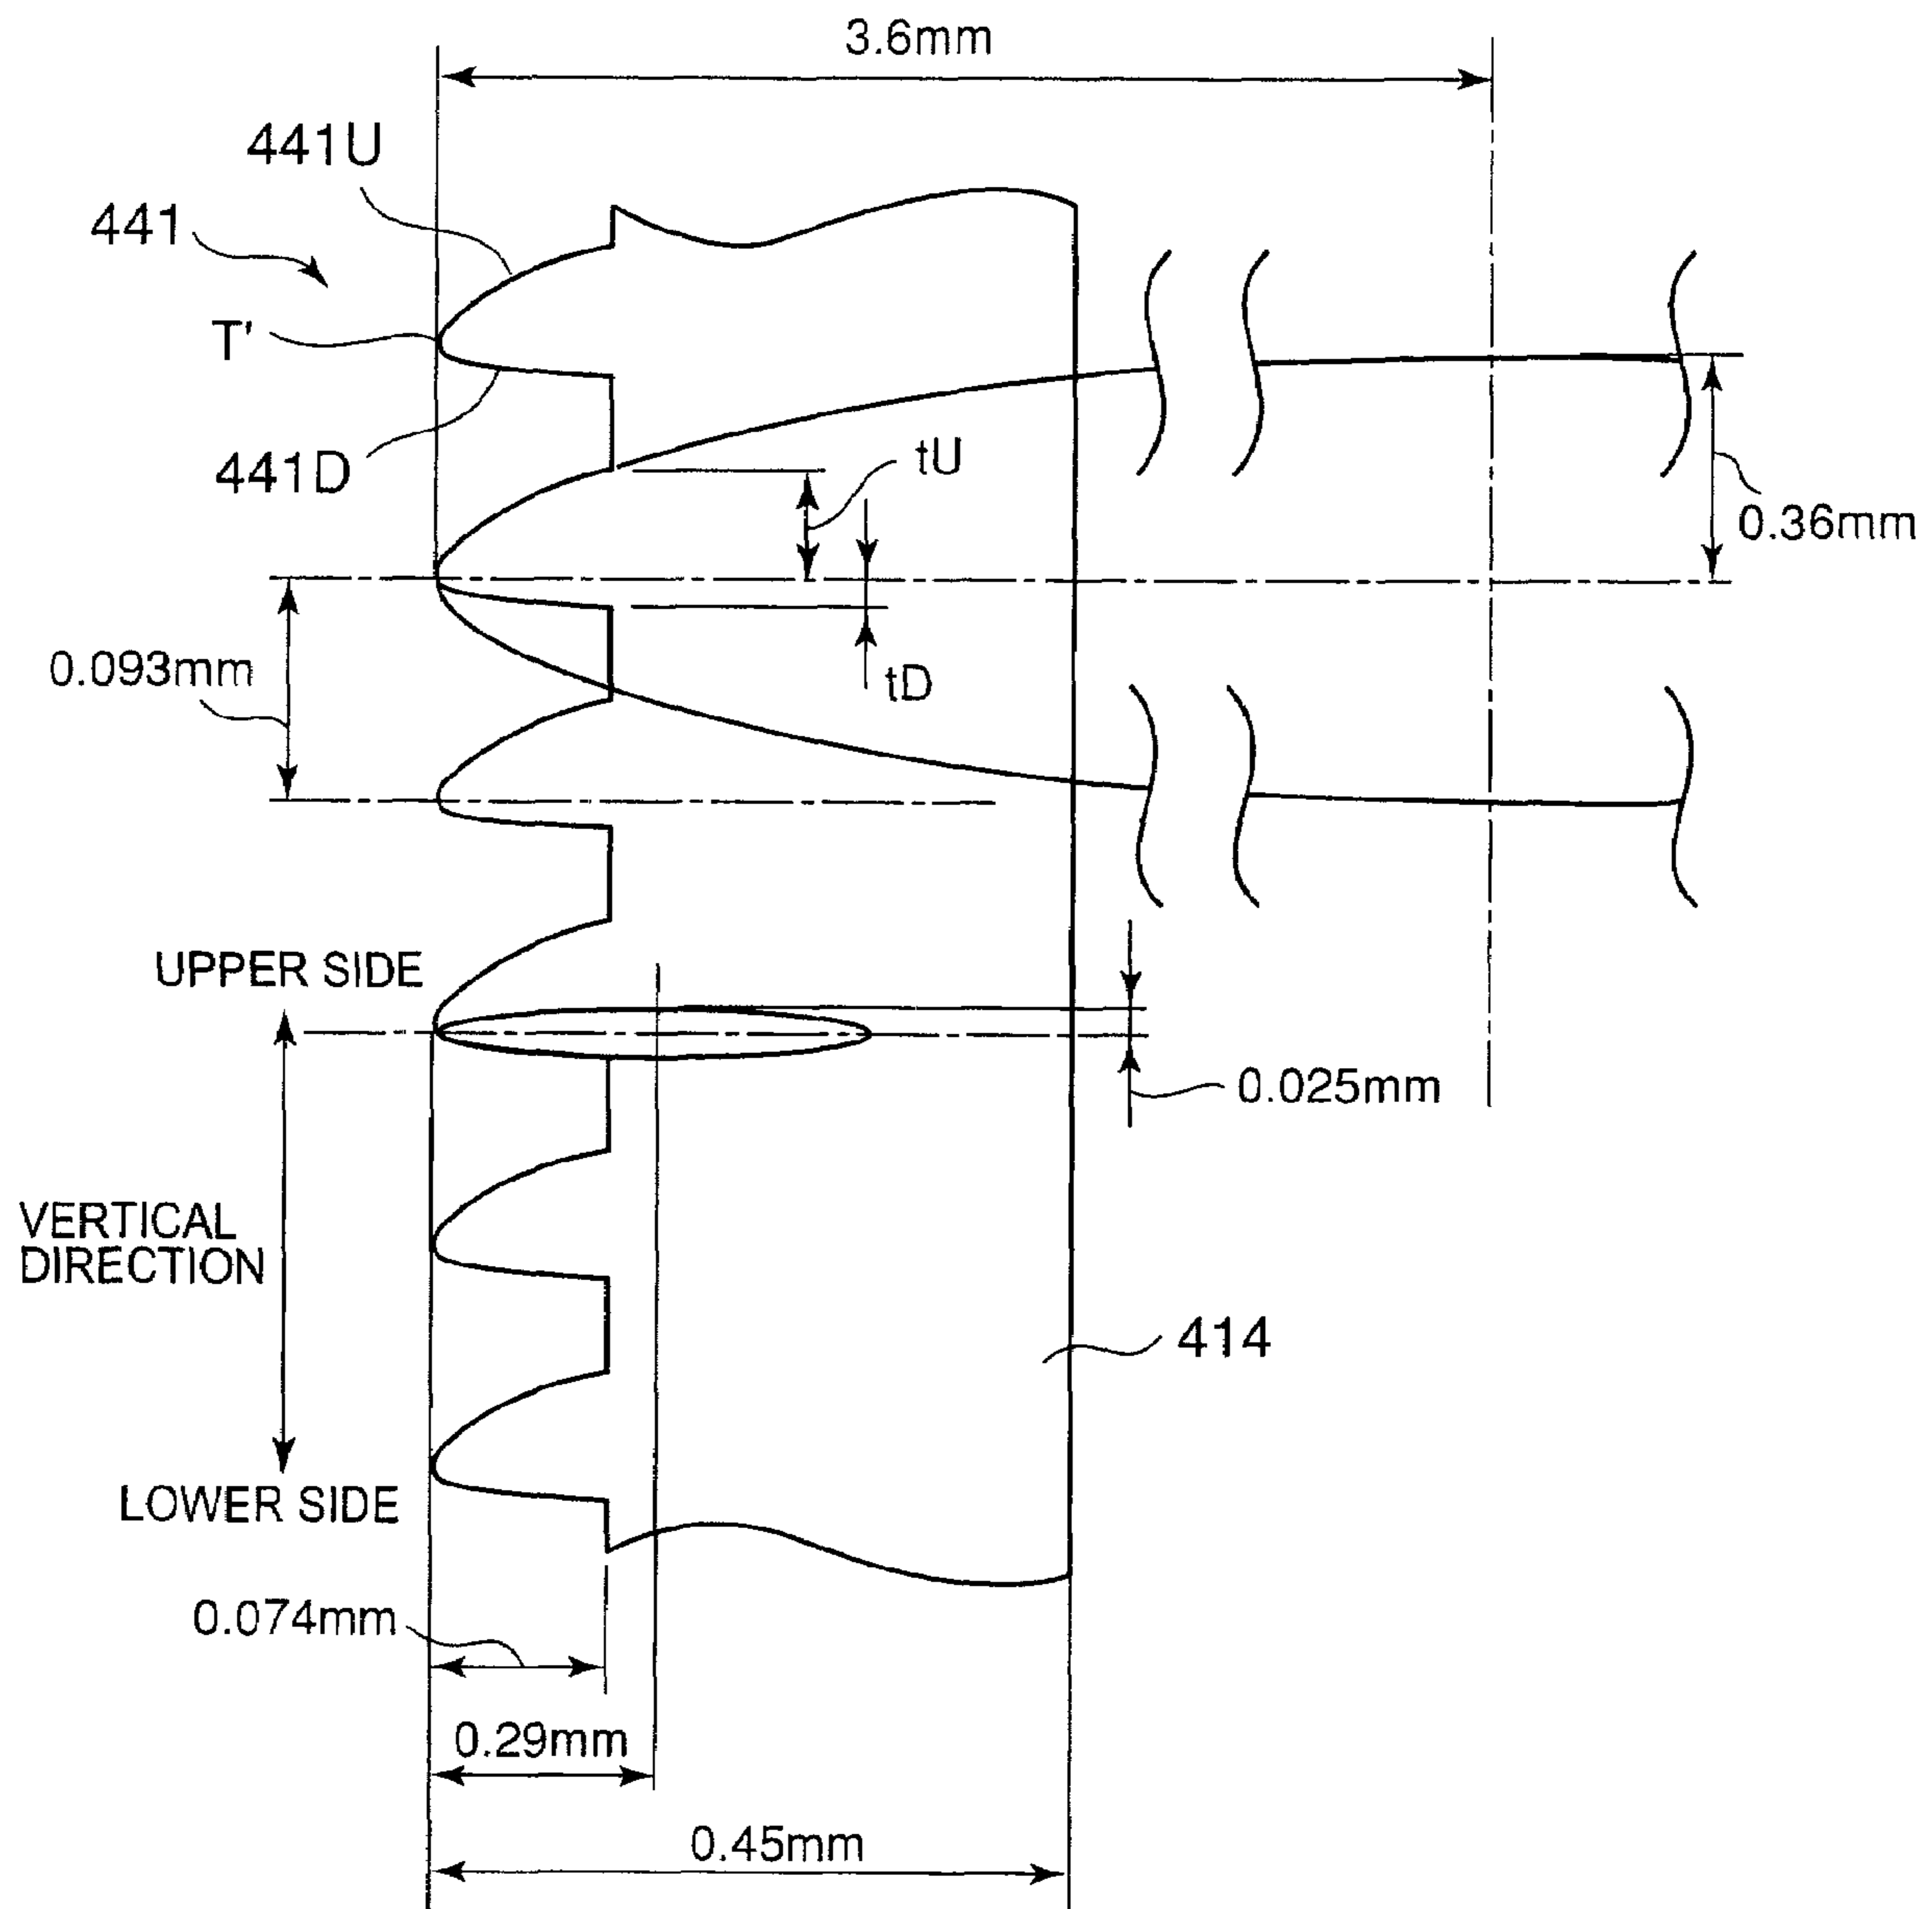 3.6mm
441U
441
T'
441D
tU
0.36mm
0.093mm
tD
UPPER SIDE
0.025mm
VERTICAL
DIRECTION
414
LOWER SIDE
0.074mm
0.29mm
0.45mm